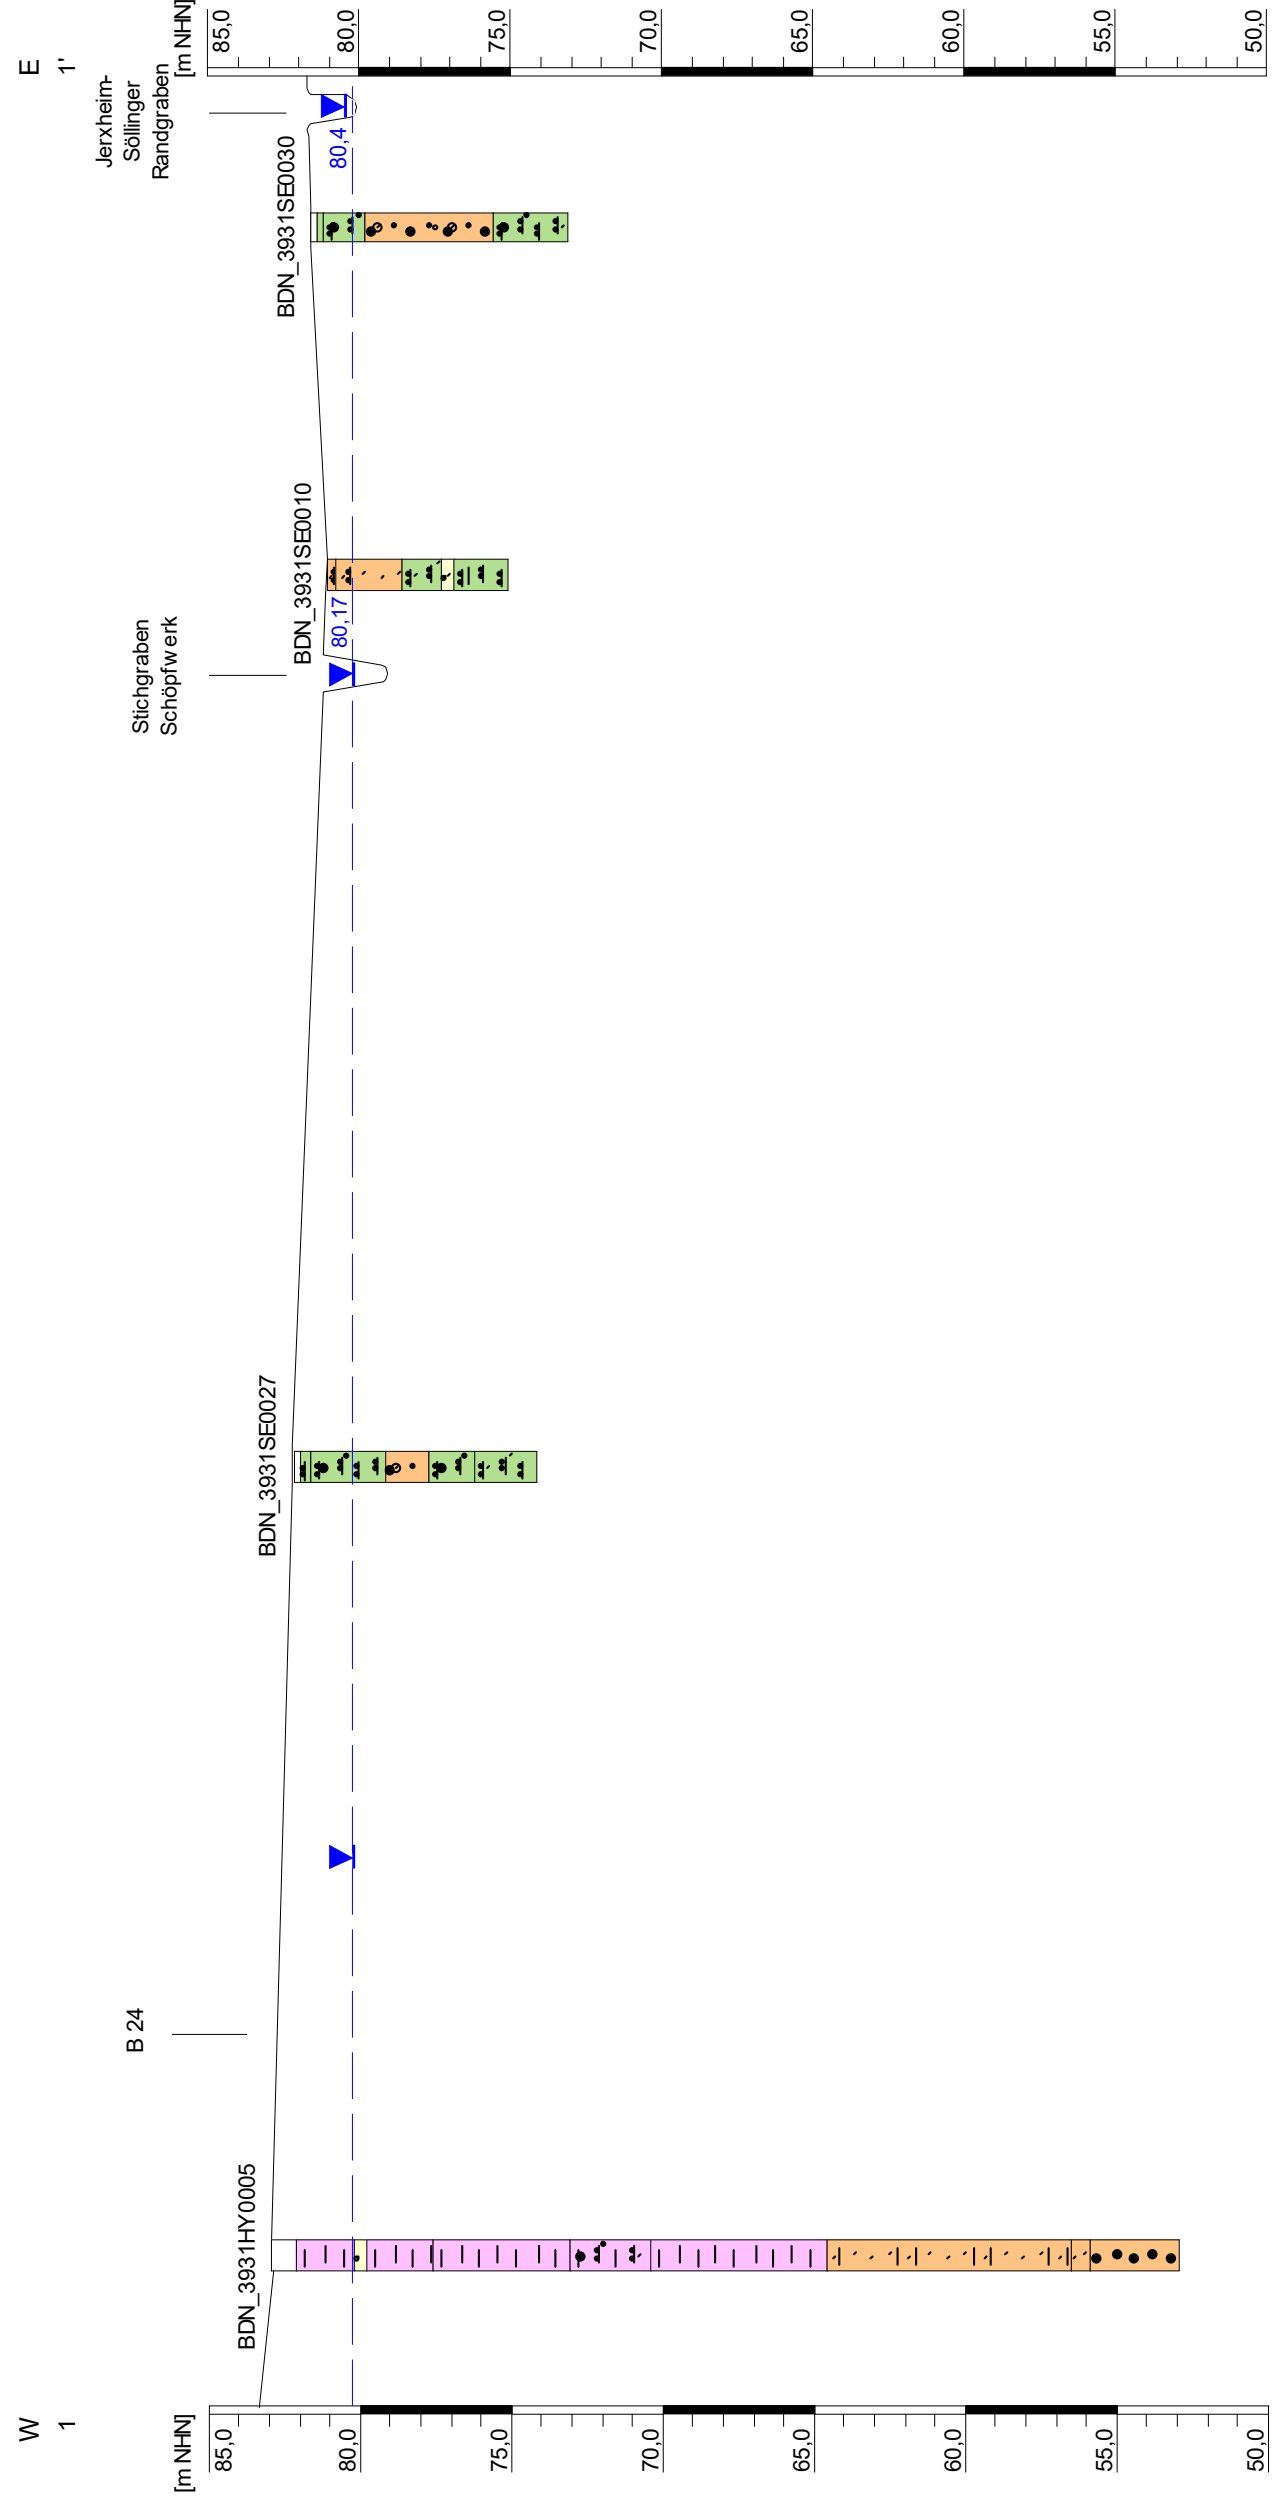 W
1
E
1'
[m NHN]
85,0
80,0
75,0
70,0
65,0
60,0
55,0
50,0
BDN_3931HY0005
B 24
BDN_3931SE0027
Stichgraben
Schöpfwerk
80,17
BDN_3931SE0010
BDN_3931SE0030
Jerxheim-
Söllinger
Randgraben
80,4
[m NHN]
85,0
80,0
75,0
70,0
65,0
60,0
55,0
50,0